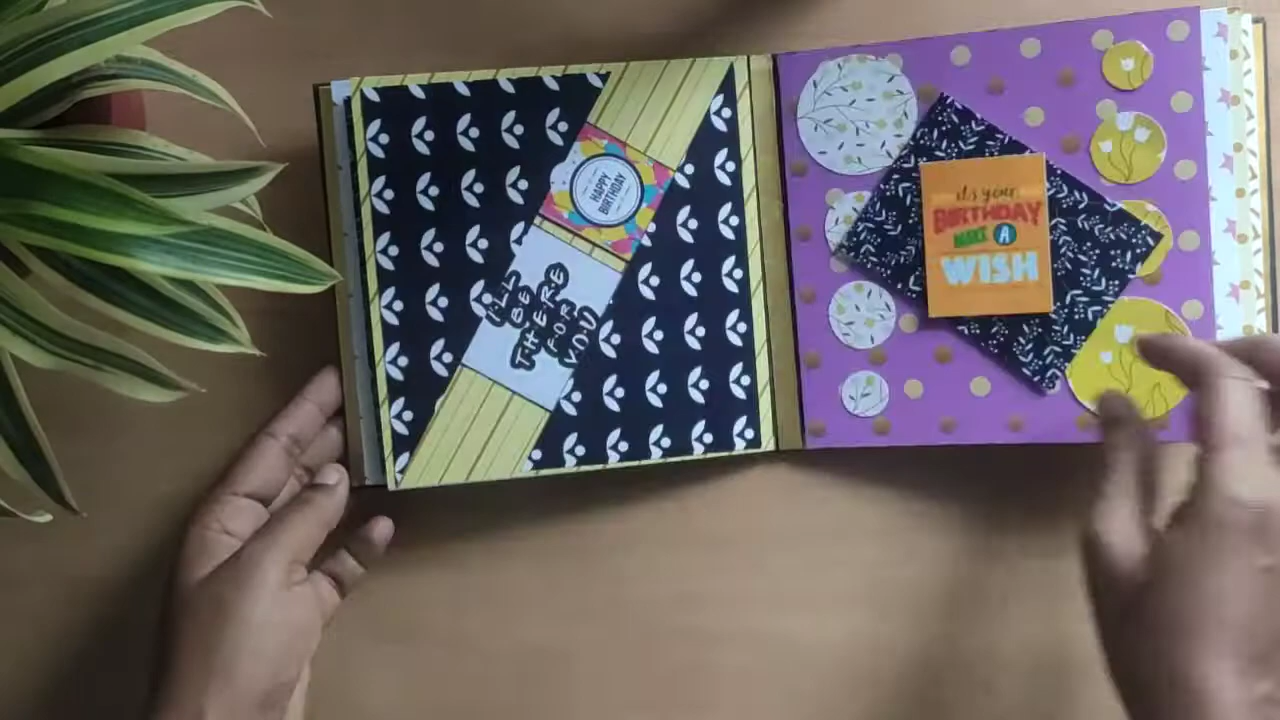 HAPPY
BIRTHDAY
I'LL
BE
THERE
FOR
YOU
it's your
BIRTHDAY
MAKE A
WISH